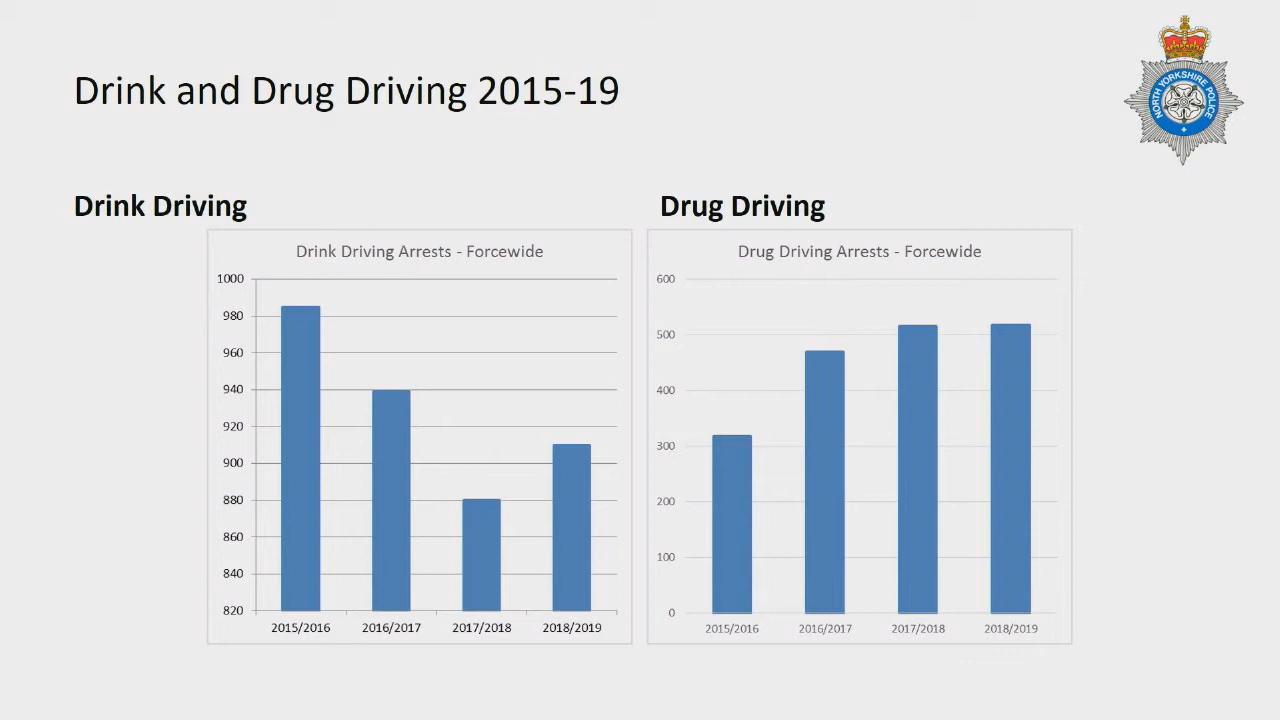 Drink and Drug Driving 2015-19
NORTH YORKSHIRE POLICE
Drink Driving
Drug Driving
Drink Driving Arrests - Forcewide
1000
980
960
940
920
900
880
860
840
820
2015/2016 2016/2017 2017/2018 2018/2019
Drug Driving Arrests - Forcewide
600
500
400
300
200
100
0
2015/2016 2016/2017 2017/2018 2018/2019